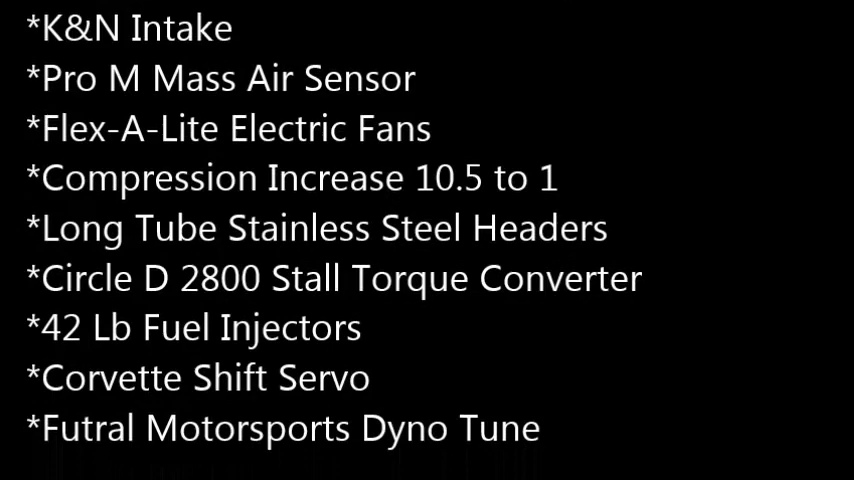 *K&N Intake
*Pro M Mass Air Sensor
*Flex-A-Lite Electric Fans
*Compression Increase 10.5 to 1
*Long Tube Stainless Steel Headers
*Circle D 2800 Stall Torque Converter
*42 Lb Fuel Injectors
*Corvette Shift Servo
*Futral Motorsports Dyno Tune